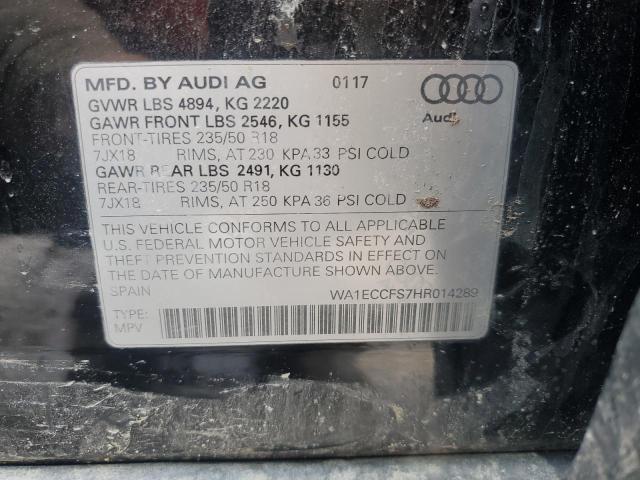 MFD. BY AUDI AG 0117
GVWR LBS 4894, KG 2220
GAWR FRONT LBS 2546, KG 1155
FRONT-TIRES 235/50 R18
7JX18 RIMS, AT 230 KPA 33 PSI COLD
GAWR REAR LBS 2491, KG 1130
REAR-TIRES 235/50 R18
7JX18 RIMS, AT 250 KPA 36 PSI COLD
Audi
THIS VEHICLE CONFORMS TO ALL APPLICABLE
U.S. FEDERAL MOTOR VEHICLE SAFETY AND
THEFT PREVENTION STANDARDS IN EFFECT ON
THE DATE OF MANUFACTURE SHOWN ABOVE.
SPAIN WA1ECCFS7HR014289
TYPE:
MPV